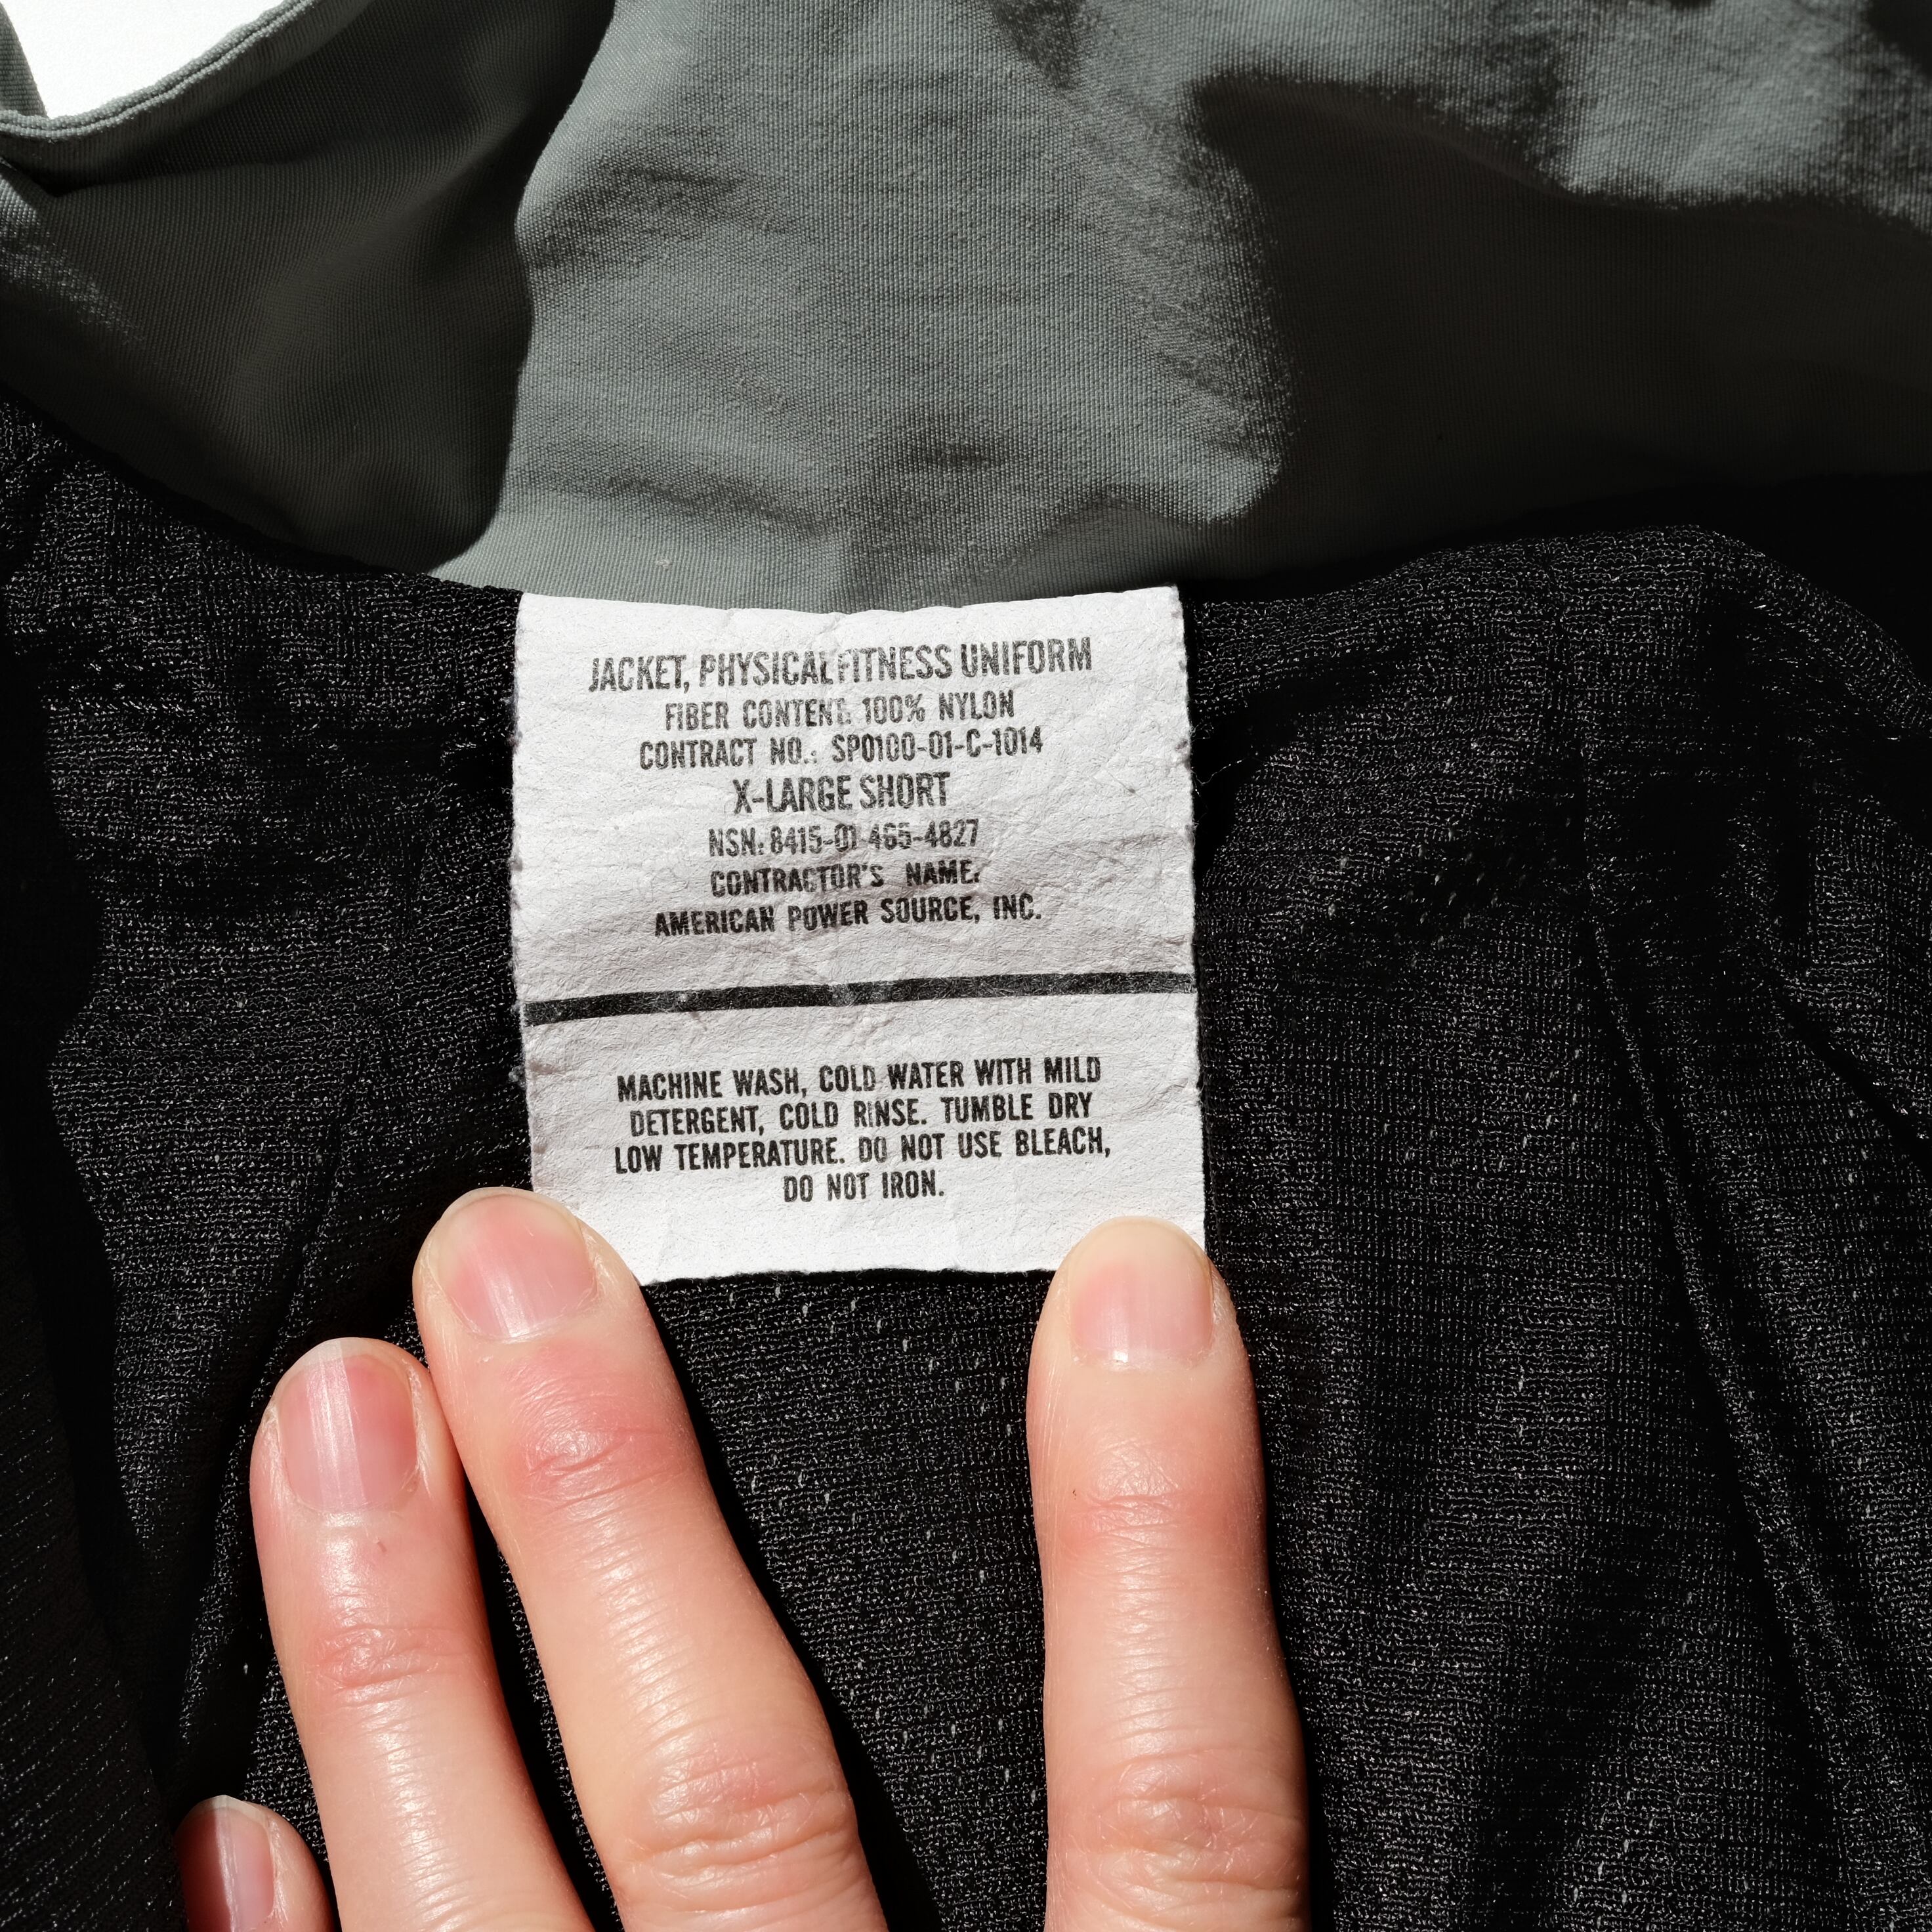 JACKET, PHYSICAL FITNESS UNIFORM
FIBER CONTENT: 100% NYLON
CONTRACT NO.: SP0100-01-C-1014
X-LARGE SHORT
NSN: 8415-01 465-4827
CONTRACTOR'S NAME:
AMERICAN POWER SOURCE, INC.
MACHINE WASH, COLD WATER WITH MILD
DETERGENT, COLD RINSE. TUMBLE DRY
LOW TEMPERATURE. DO NOT USE BLEACH,
DO NOT IRON.